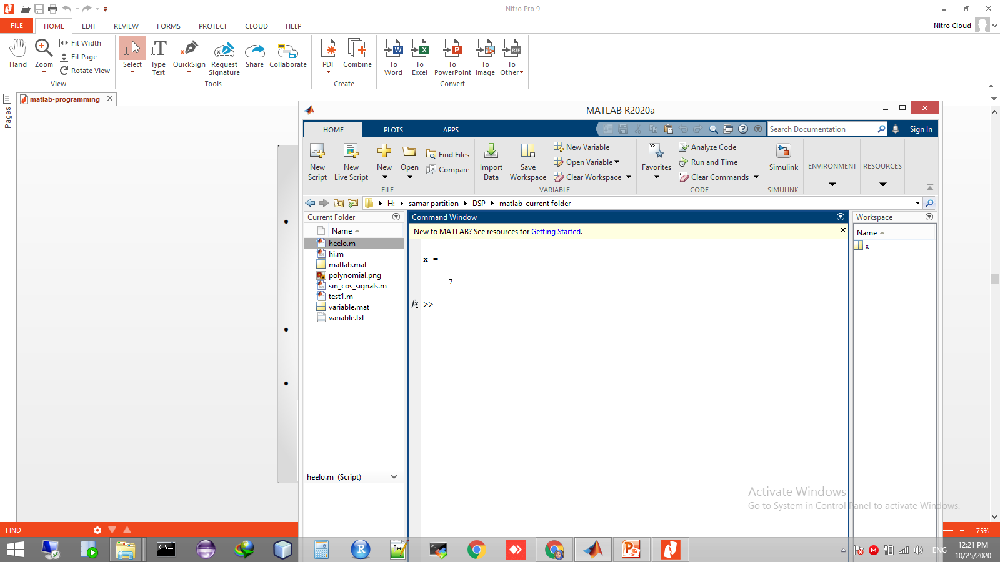 Nitro Pro 9
FILE HOME EDIT REVIEW FORMS PROTECT CLOUD HELP
Nitro Cloud
Hand
Zoom
Fit Width
Fit Page
Rotate View
View
Select
Type Text
QuickSign
Request Signature
Share
Collaborate
Tools
PDF
Combine
Create
To Word
To Excel
To PowerPoint
To Image
To Other
Convert
Pages
matlab-programming
MATLAB R2020a
HOME PLOTS APPS
Search Documentation
Sign In
New Script
New Live Script
New
Open
Find Files
Compare
FILE
Import Data
Save Workspace
New Variable
Open Variable
Clear Workspace
VARIABLE
Favorites
Analyze Code
Run and Time
Clear Commands
CODE
Simulink
SIMULINK
ENVIRONMENT
RESOURCES
H: samar partition DSP matlab_current folder
Current Folder
Name
heelo.m
hi.m
matlab.mat
polynomial.png
sin_cos_signals.m
test1.m
variable.mat
variable.txt
heelo.m (Script)
Command Window
New to MATLAB? See resources for Getting Started.
x =
7
fx >>
Workspace
Name
x
Activate Windows
Go to System in Control Panel to activate Windows.
FIND
75%
ENG
12:21 PM
10/25/2020